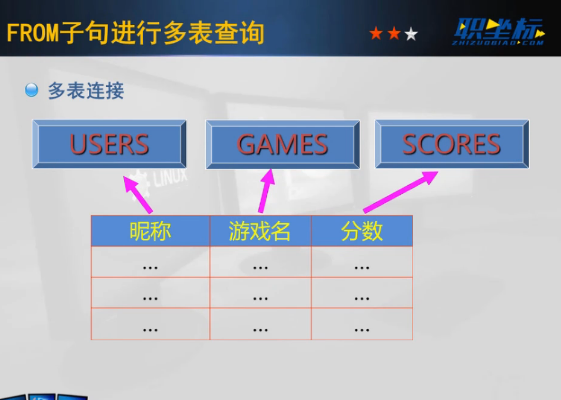 FROM子句进行多表查询
职坐标
ZHIZUOBIAO.COM
多表连接
USERS GAMES SCORES
LINUX
昵称 游戏名 分数
... ... ...
... ... ...
... ... ...